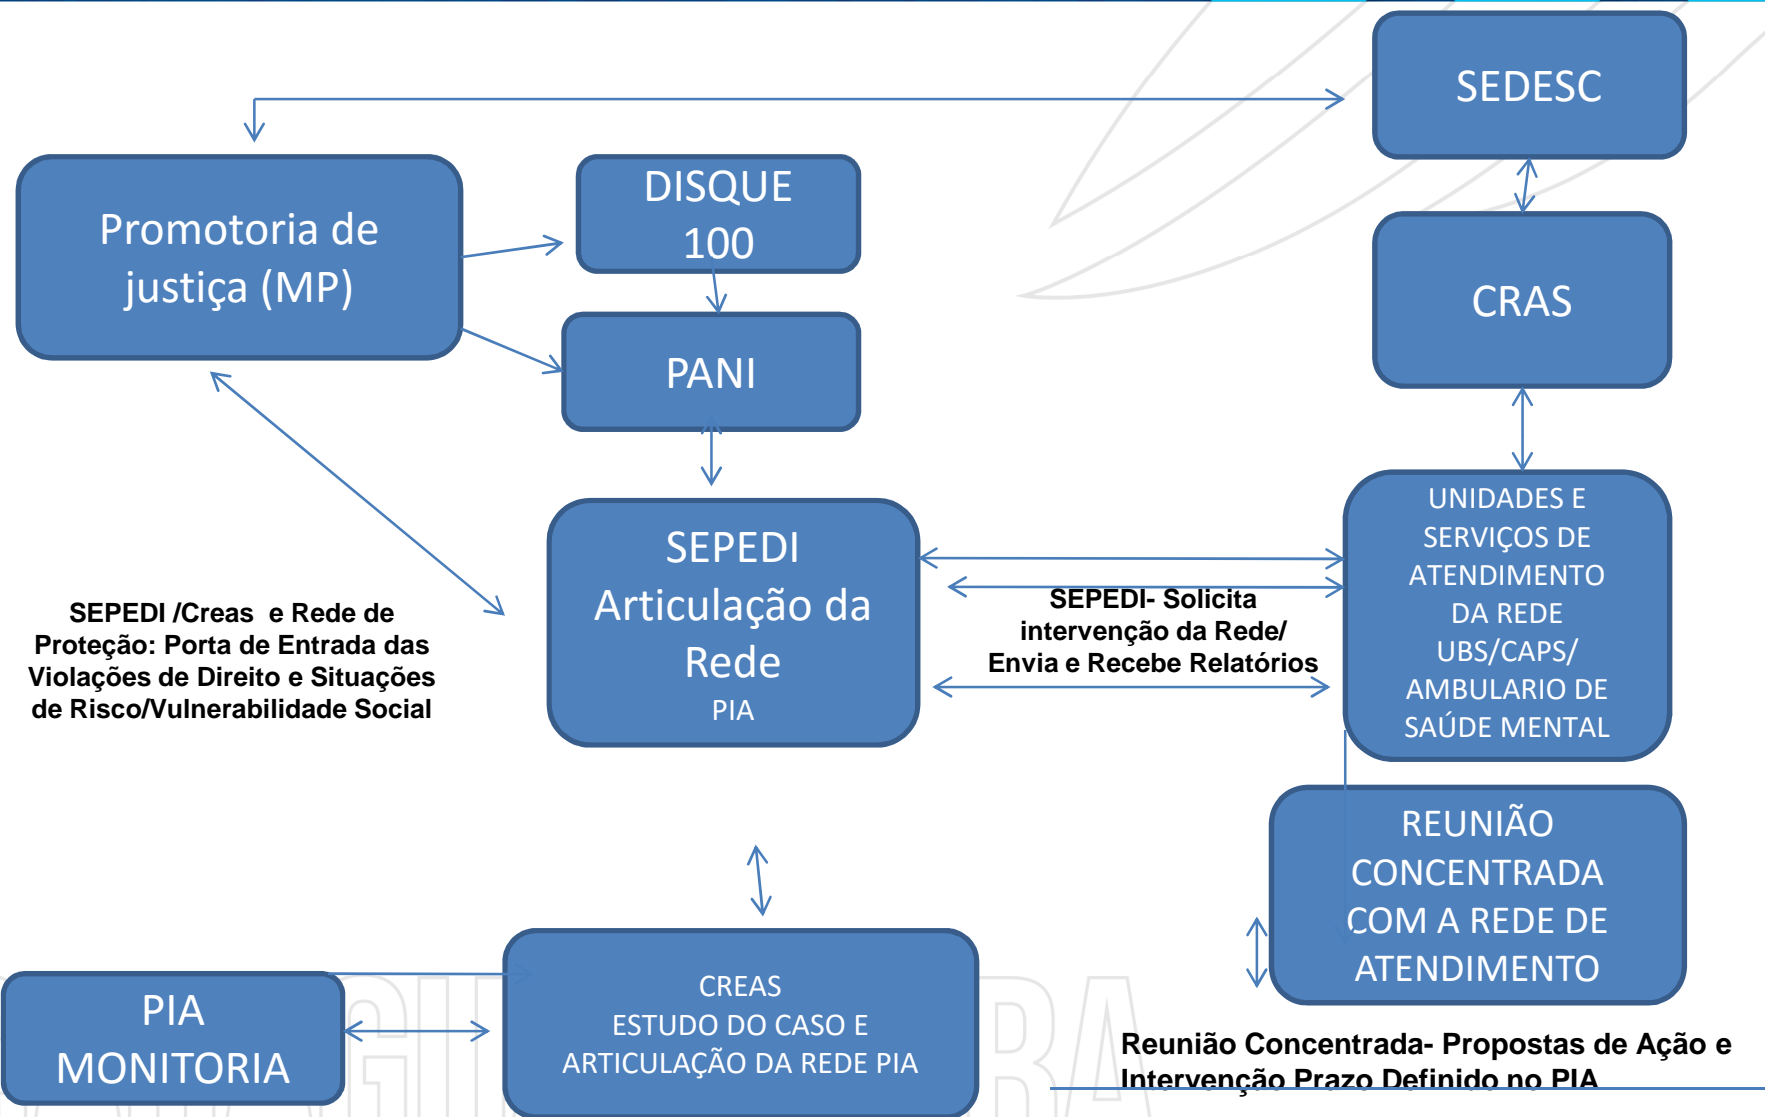 SEDESC
Promotoria de
justiça (MP)
DISQUE
100
CRAS
PANI
SEPEDI
Articulação da
Rede
PIA
UNIDADES E
SERVIÇOS DE
ATENDIMENTO
DA REDE
UBS/CAPS/
AMBULARIO DE
SAÚDE MENTAL
SEPEDI /Creas e Rede de
Proteção: Porta de Entrada das
Violações de Direito e Situações
de Risco/Vulnerabilidade Social
SEPEDI- Solicita
intervenção da Rede/
Envia e Recebe Relatórios
REUNIÃO
CONCENTRADA
COM A REDE DE
ATENDIMENTO
PIA
MONITORIA
CREAS
ESTUDO DO CASO E
ARTICULAÇÃO DA REDE PIA
Reunião Concentrada- Propostas de Ação e
Intervenção Prazo Definido no PIA